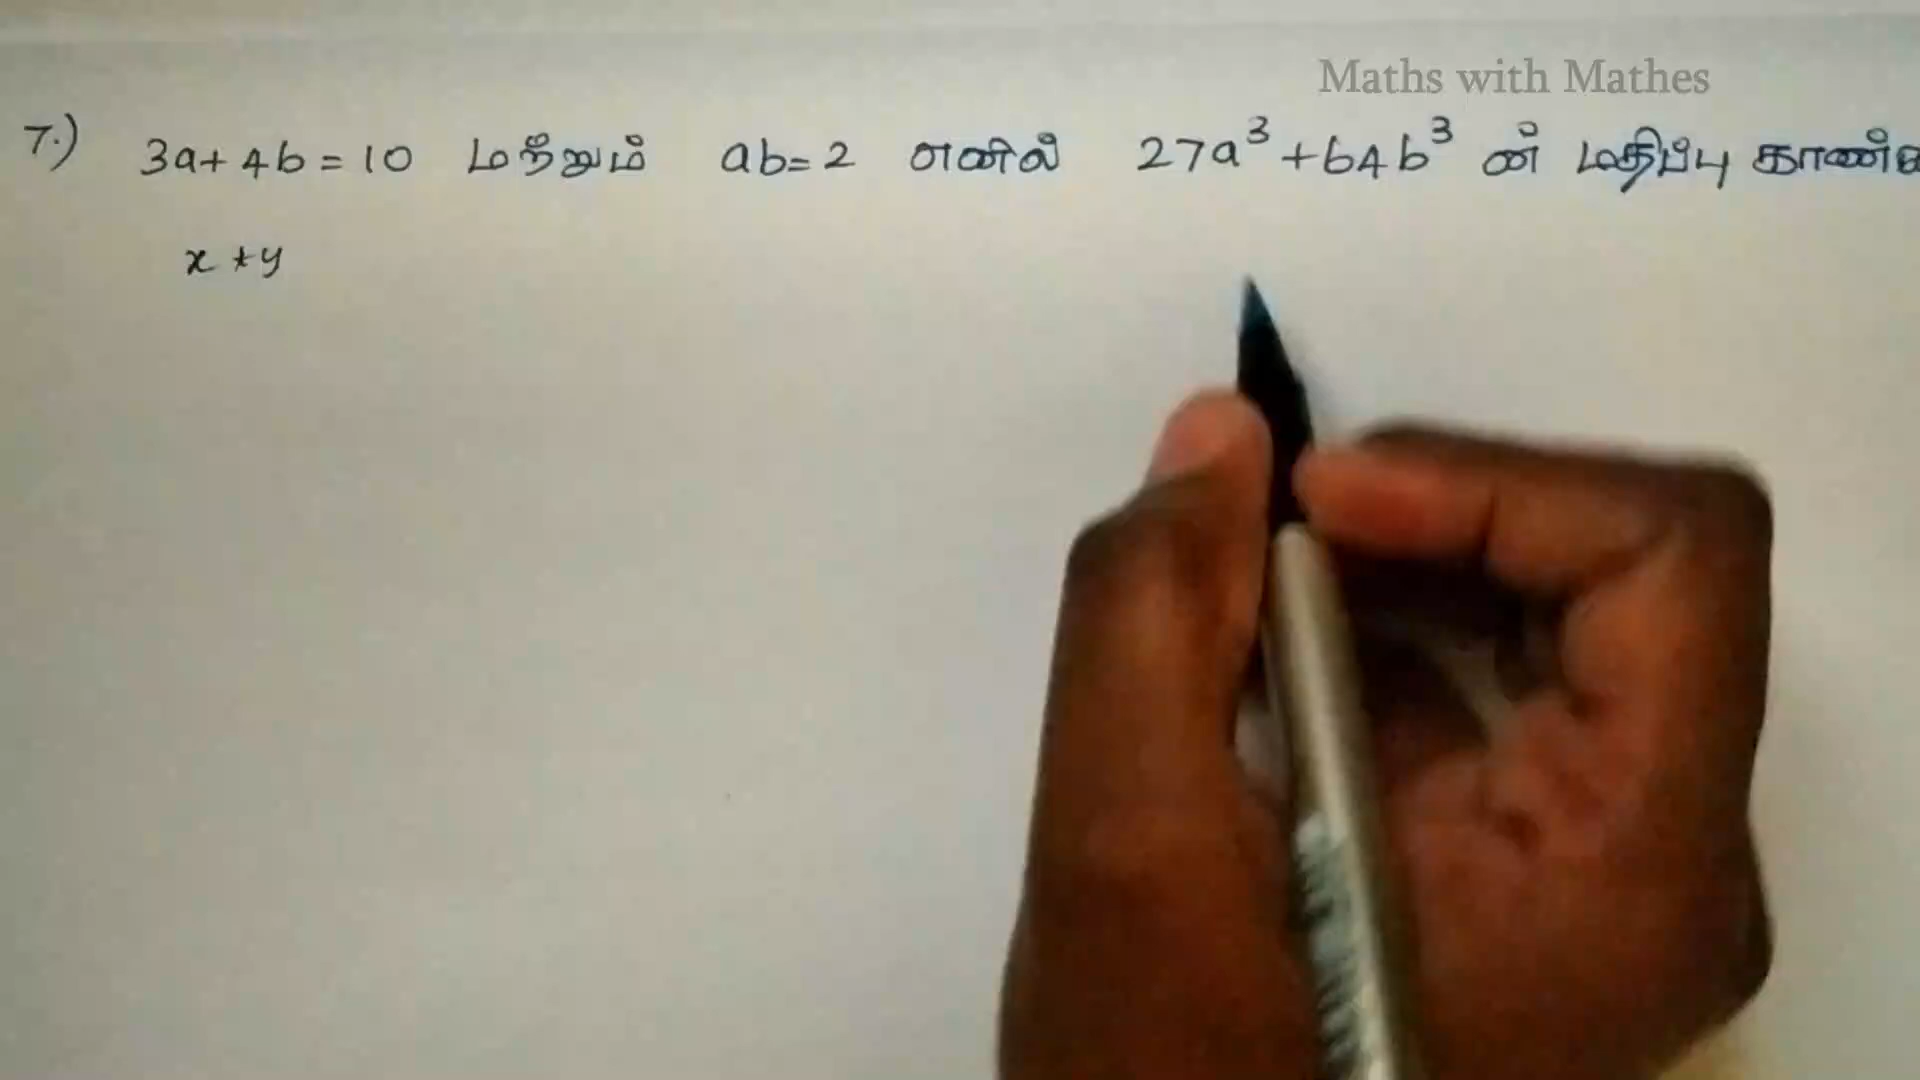 Maths with Mathes
7.) 3a + 4b = 10 மற்றும் ab = 2 எனில் 27a³ + 64b³ ன் மதிப்பு காண்க
x + y